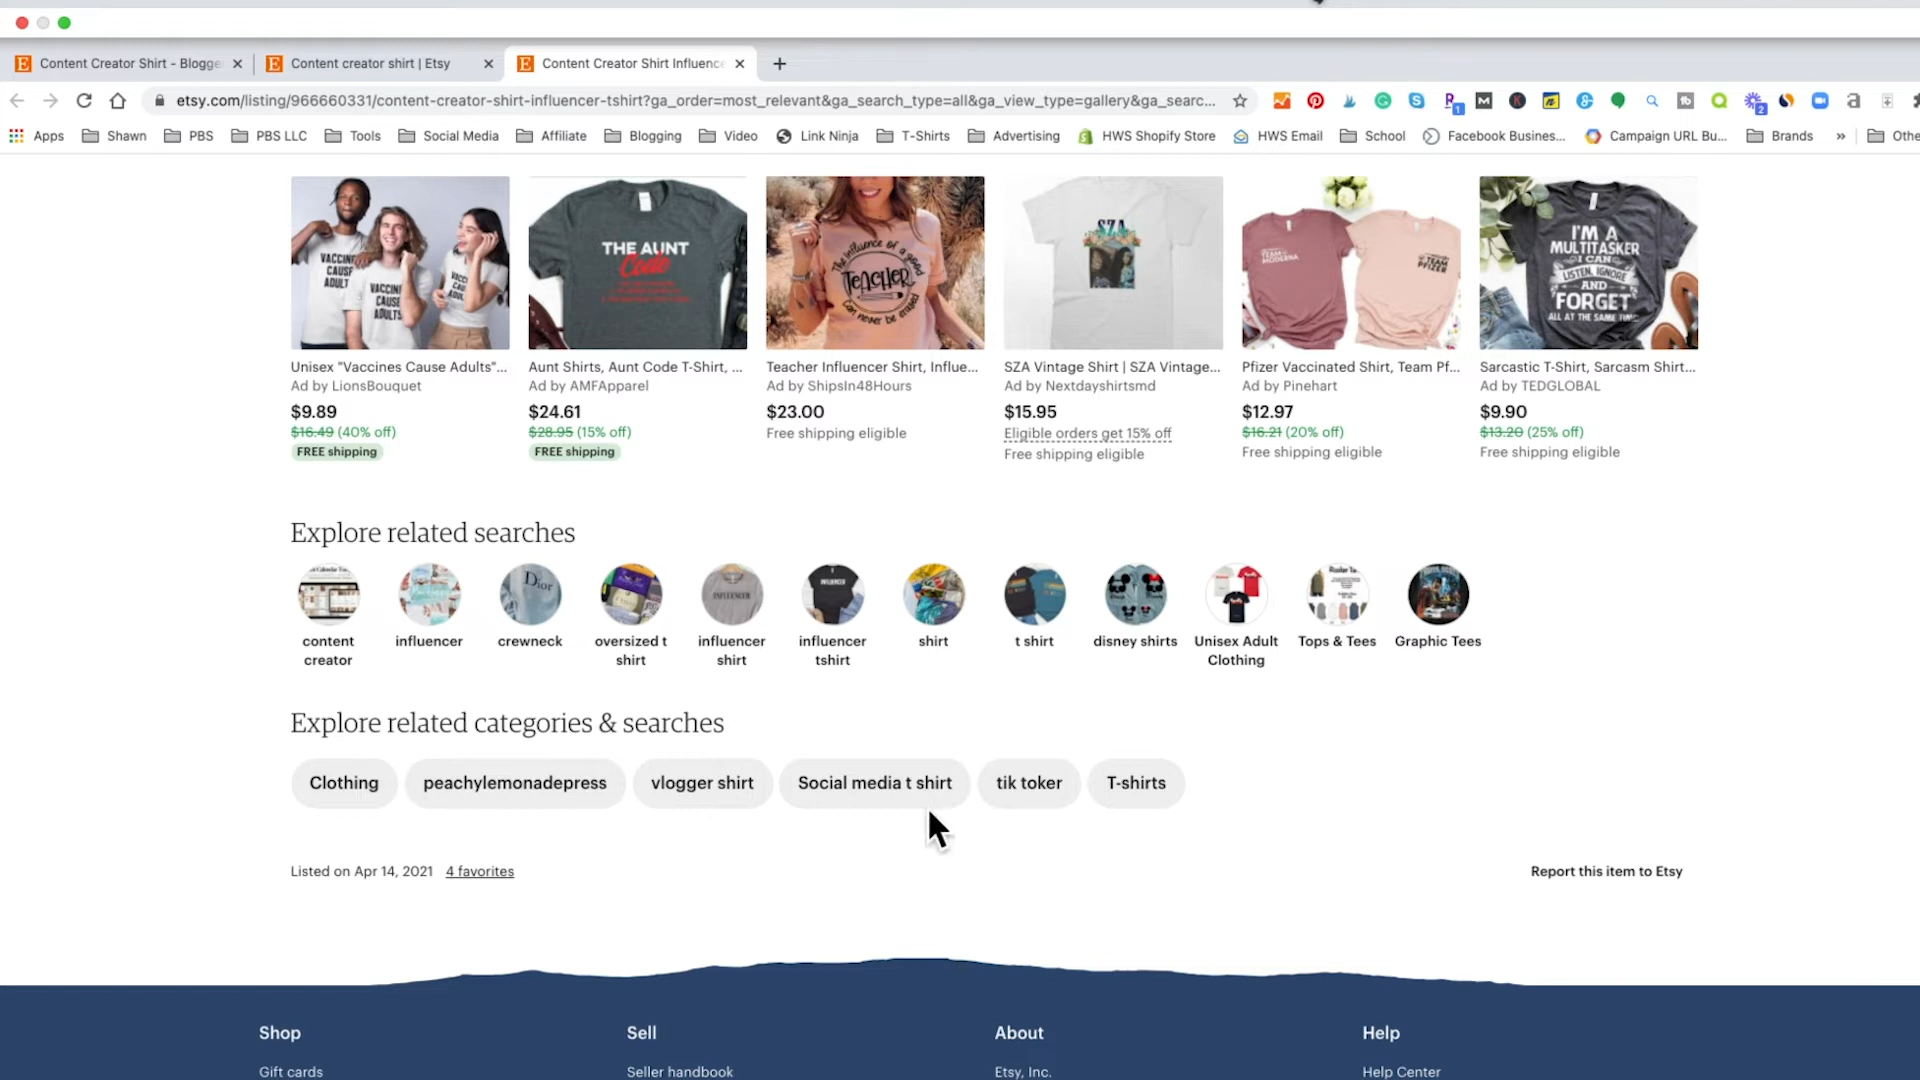 Content Creator Shirt - Blogge
Content creator shirt | Etsy
Content Creator Shirt Influence
etsy.com/listing/966660331/content-creator-shirt-influencer-tshirt?ga_order=most_relevant&ga_search_type=all&ga_view_type=gallery&ga_searc...
Apps Shawn PBS PBS LLC Tools Social Media Affiliate Blogging Video Link Ninja T-Shirts Advertising HWS Shopify Store HWS Email School Facebook Busines... Campaign URL Bu... Brands » Othe
VACCINE CAUSE ADULT
VACCINE CAUSE ADULTS
THE AUNT
Code
The influence of a good
TEACHER
Can never be erased
SZA
TEAM MODERNA
TEAM PFIZER
I'M A
MULTITASKER
I CAN
LISTEN, IGNORE
AND
FORGET
ALL AT THE SAME TIME
Unisex "Vaccines Cause Adults"...
Ad by LionsBouquet
$9.89
$16.49 (40% off)
FREE shipping
Aunt Shirts, Aunt Code T-Shirt, ...
Ad by AMFApparel
$24.61
$28.95 (15% off)
FREE shipping
Teacher Influencer Shirt, Influe...
Ad by ShipsIn48Hours
$23.00
Free shipping eligible
SZA Vintage Shirt | SZA Vintage...
Ad by Nextdayshirtsmd
$15.95
Eligible orders get 15% off
Free shipping eligible
Pfizer Vaccinated Shirt, Team Pf...
Ad by Pinehart
$12.97
$16.21 (20% off)
Free shipping eligible
Sarcastic T-Shirt, Sarcasm Shirt...
Ad by TEDGLOBAL
$9.90
$13.20 (25% off)
Free shipping eligible
Explore related searches
Dior
INFLUENCER
INFLUENCER
content creator
influencer
crewneck
oversized t shirt
influencer shirt
influencer tshirt
shirt
t shirt
disney shirts
Unisex Adult Clothing
Tops & Tees
Graphic Tees
Explore related categories & searches
Clothing
peachylemonadepress
vlogger shirt
Social media t shirt
tik toker
T-shirts
Listed on Apr 14, 2021 4 favorites
Report this item to Etsy
Shop Sell About Help
Gift cards Seller handbook Etsy, Inc. Help Center